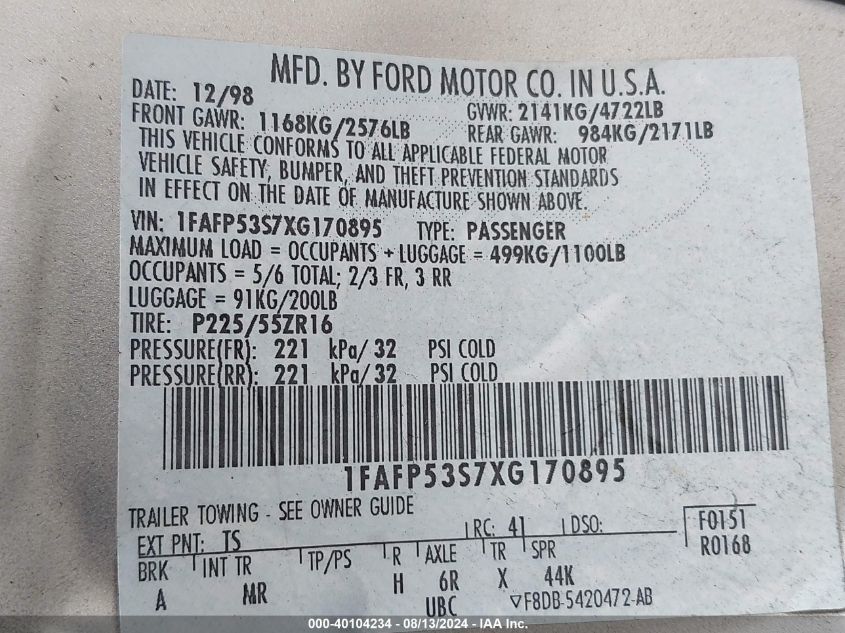 MFD. BY FORD MOTOR CO. IN U.S.A.
DATE: 12/98 GVWR: 2141KG/4722LB
FRONT GAWR: 1168KG/2576LB REAR GAWR: 984KG/2171LB
THIS VEHICLE CONFORMS TO ALL APPLICABLE FEDERAL MOTOR
VEHICLE SAFETY, BUMPER, AND THEFT PREVENTION STANDARDS
IN EFFECT ON THE DATE OF MANUFACTURE SHOWN ABOVE.
VIN: 1FAFP53S7XG170895 TYPE: PASSENGER
MAXIMUM LOAD = OCCUPANTS + LUGGAGE = 499KG/1100LB
OCCUPANTS = 5/6 TOTAL; 2/3 FR, 3 RR
LUGGAGE = 91KG/200LB
TIRE: P225/55ZR16
PRESSURE(FR): 221 kPa/32 PSI COLD
PRESSURE(RR): 221 kPa/32 PSI COLD
1FAFP53S7XG170895
TRAILER TOWING - SEE OWNER GUIDE
EXT PNT: TS RC: 41 DSO: F0151
R0168
BRK INT TR TP/PS R AXLE TR SPR
A MR H 6R X 44K
UBC ▽F8DB-5420472-AB
000 - 40104234 - 08/13/2024 - IAA Inc.